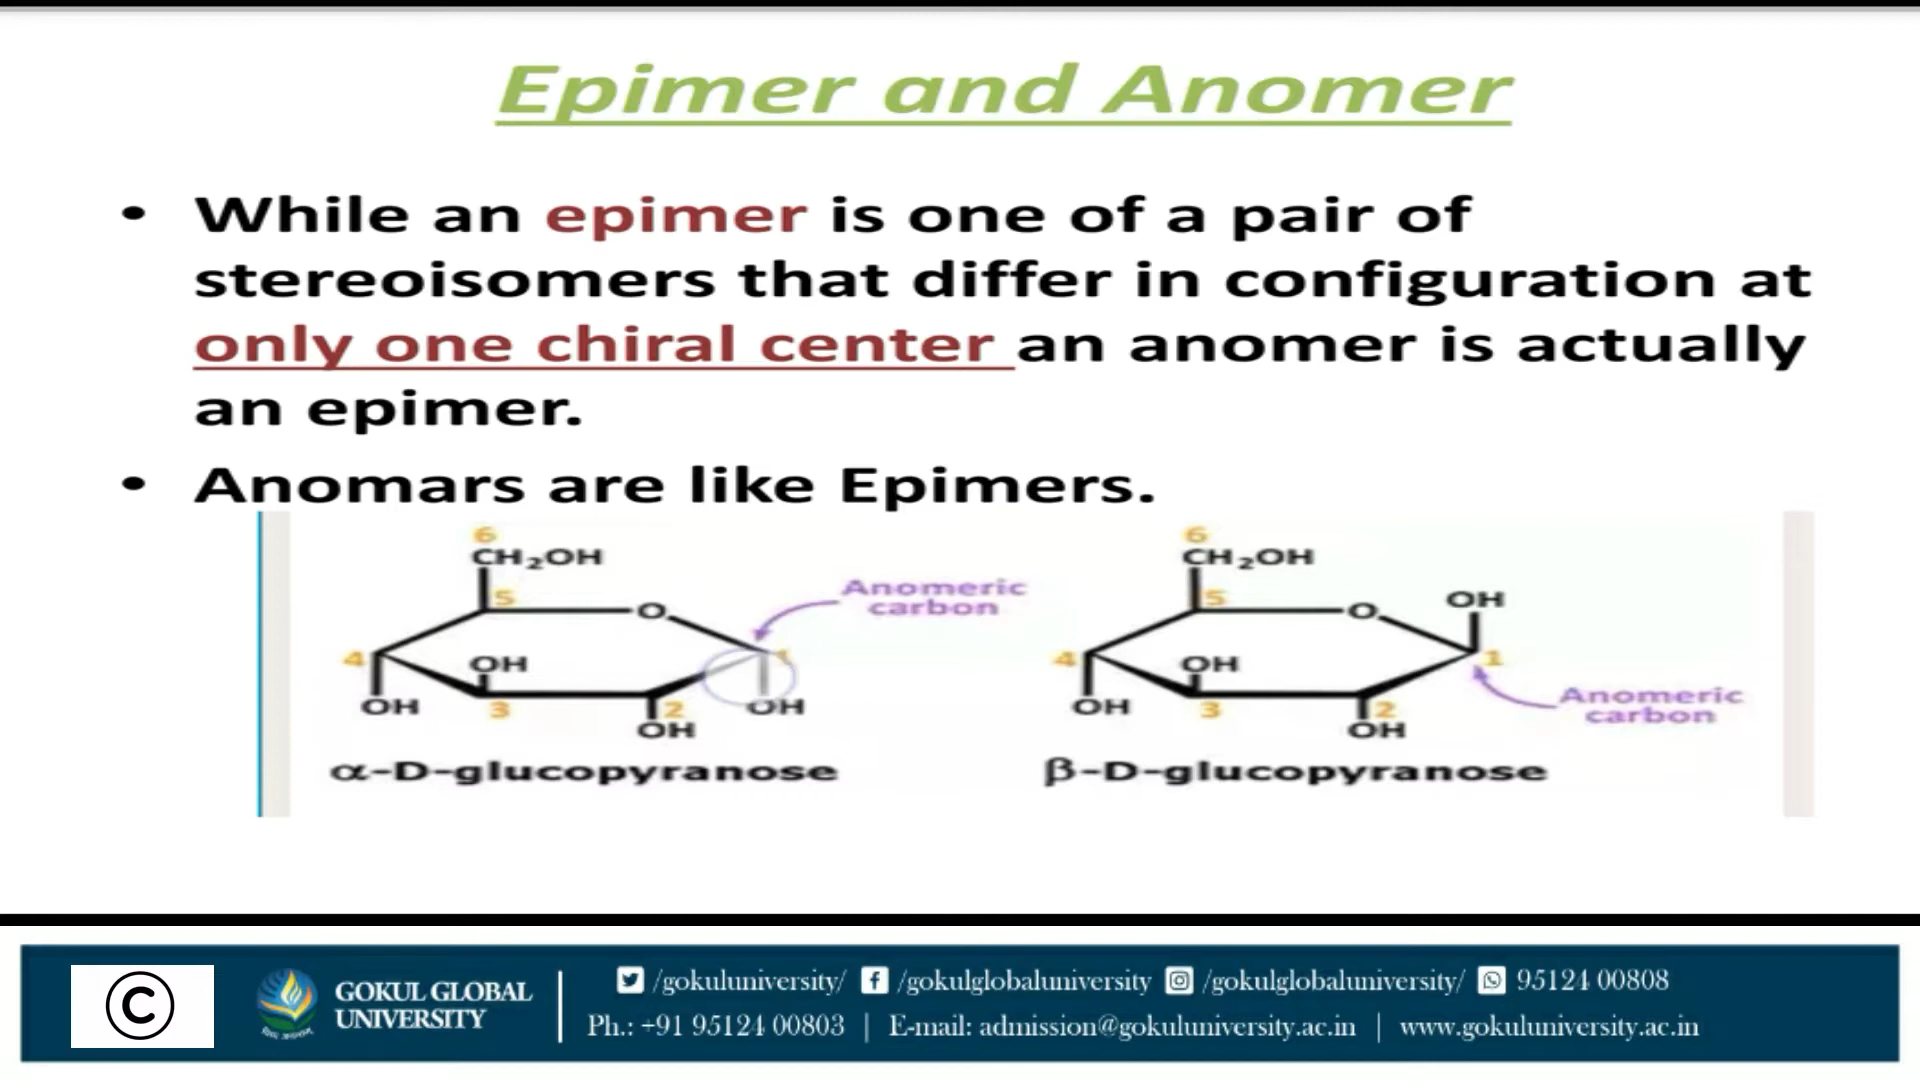 Epimer and Anomer
• While an epimer is one of a pair of
stereoisomers that differ in configuration at
only one chiral center an anomer is actually
an epimer.
• Anomars are like Epimers.
6
CH₂OH
5
O
Anomeric
carbon
4
OH
1
OH
3
2
OH
OH
α-D-glucopyranose
6
CH₂OH
5
O
OH
4
OH
1
OH
3
2
OH
Anomeric
carbon
β-D-glucopyranose
©
GOKUL GLOBAL
UNIVERSITY
/gokuluniversity/ /gokulglobaluniversity /gokulglobaluniversity/ 95124 00808
Ph.: +91 95124 00803 | E-mail: admission@gokuluniversity.ac.in | www.gokuluniversity.ac.in